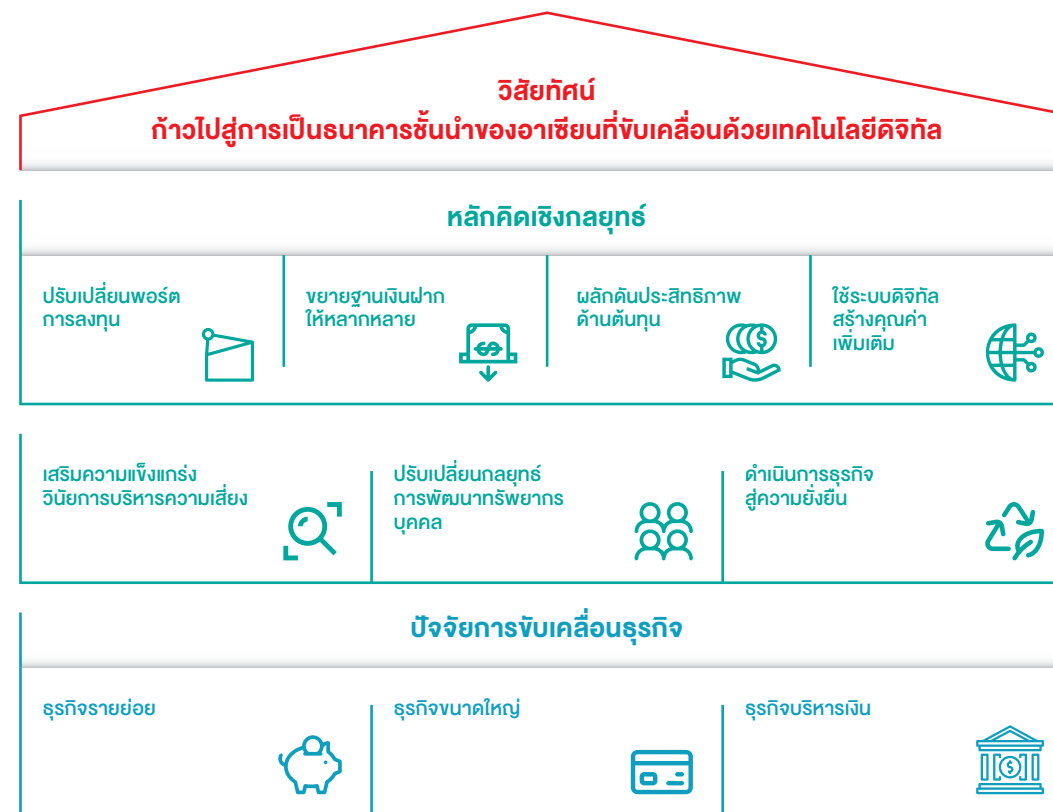 วิสัยทัศน์
ก้าวไปสู่การเป็นธนาคารชั้นนำของอาเซียนที่ขับเคลื่อนด้วยเทคโนโลยีดิจิทัล
หลักคิดเชิงกลยุทธ์
ปรับเปลี่ยนพอร์ต
การลงทุน
ขยายฐานเงินฝาก
ให้หลากหลาย
ผลักดันประสิทธิภาพ
ด้านต้นทุน
ใช้ระบบดิจิทัล
สร้างคุณค่า
เพิ่มเติม
เสริมความแข็งแกร่ง
วินัยการบริหารความเสี่ยง
ปรับเปลี่ยนกลยุทธ์
การพัฒนาทรัพยากร
บุคคล
ดำเนินการธุรกิจ
สู่ความยั่งยืน
ปัจจัยการขับเคลื่อนธุรกิจ
ธุรกิจรายย่อย
ธุรกิจขนาดใหญ่
ธุรกิจบริหารเงิน